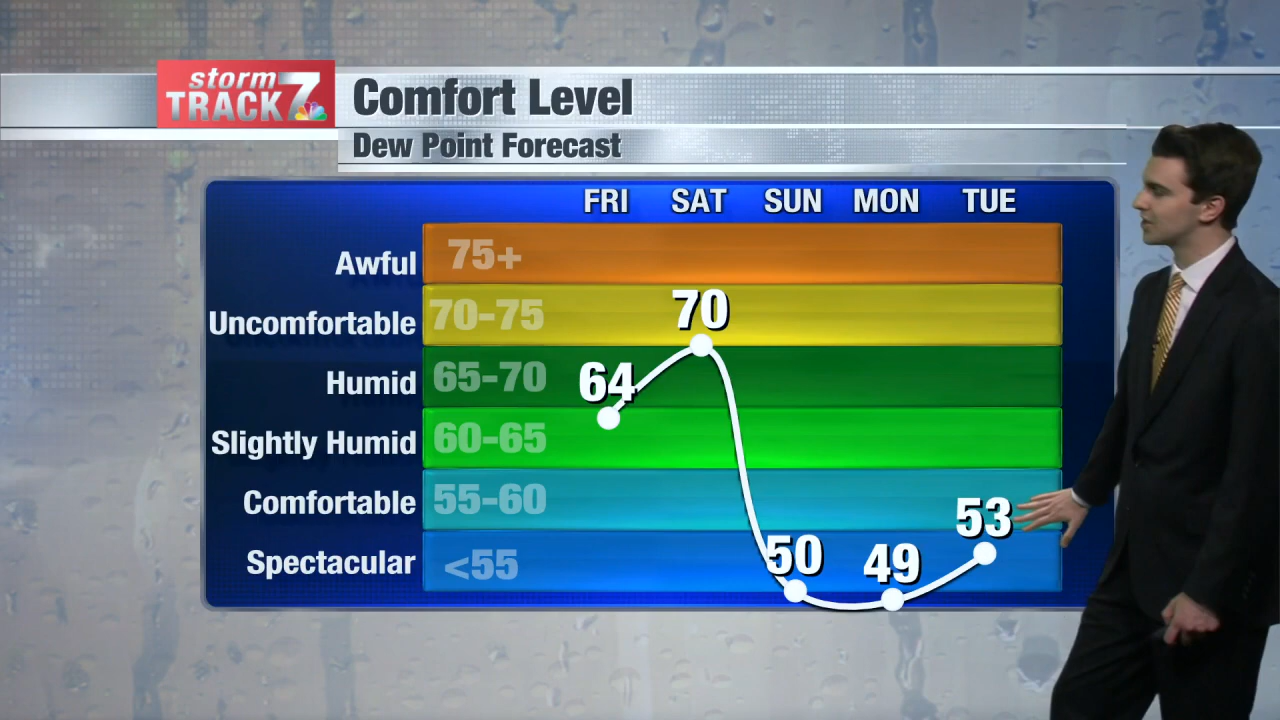 storm
TRACK 7
Comfort Level
Dew Point Forecast
FRI SAT SUN MON TUE
Awful 75+
Uncomfortable 70-75
70
Humid 65-70
64
Slightly Humid 60-65
Comfortable 55-60
53
Spectacular <55
50 49